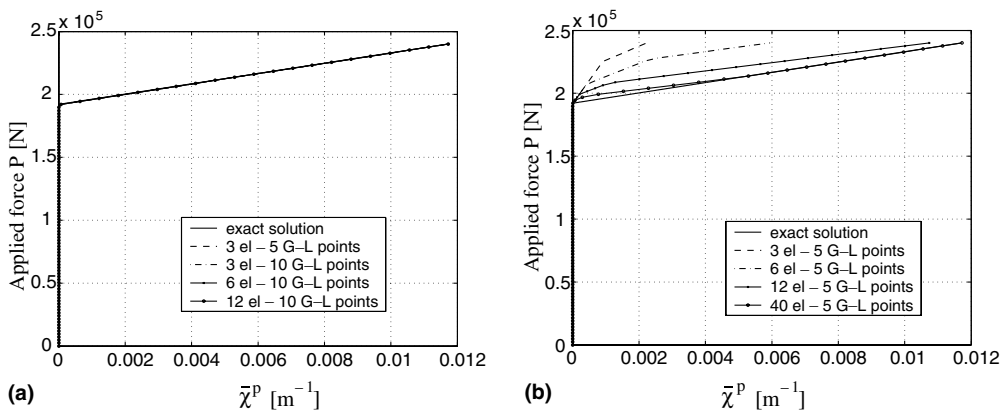 x 10⁵
2.5
2
1.5
1
0.5
0
Applied force P [N]
exact solution
3 el – 5 G–L points
3 el – 10 G–L points
6 el – 10 G–L points
12 el – 10 G–L points
0 0.002 0.004 0.006 0.008 0.01 0.012
(a)
χ̄ᵖ [m⁻¹]
x 10⁵
2.5
2
1.5
1
0.5
0
Applied force P [N]
exact solution
3 el – 5 G–L points
6 el – 5 G–L points
12 el – 5 G–L points
40 el – 5 G–L points
0 0.002 0.004 0.006 0.008 0.01 0.012
(b)
χ̄ᵖ [m⁻¹]